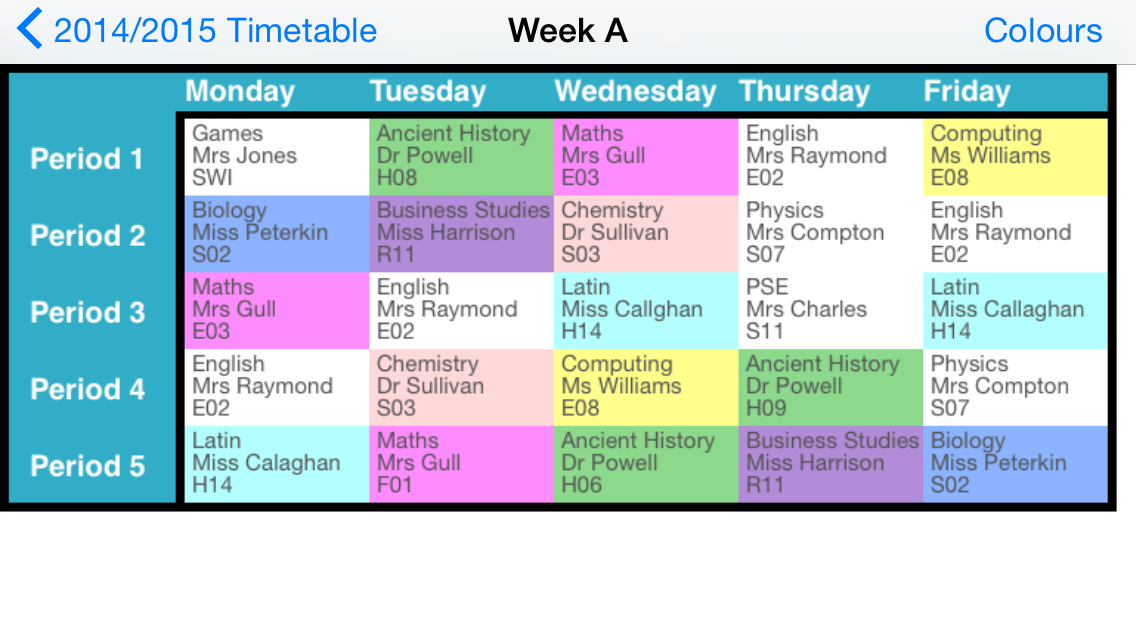 2014/2015 Timetable Week A Colours
Monday Tuesday Wednesday Thursday Friday
Period 1
Games
Mrs Jones
SWI
Ancient History
Dr Powell
H08
Maths
Mrs Gull
E03
English
Mrs Raymond
E02
Computing
Ms Williams
E08
Period 2
Biology
Miss Peterkin
S02
Business Studies
Miss Harrison
R11
Chemistry
Dr Sullivan
S03
Physics
Mrs Compton
S07
English
Mrs Raymond
E02
Period 3
Maths
Mrs Gull
E03
English
Mrs Raymond
E02
Latin
Miss Callghan
H14
PSE
Mrs Charles
S11
Latin
Miss Callaghan
H14
Period 4
English
Mrs Raymond
E02
Chemistry
Dr Sullivan
S03
Computing
Ms Williams
E08
Ancient History
Dr Powell
H09
Physics
Mrs Compton
S07
Period 5
Latin
Miss Calaghan
H14
Maths
Mrs Gull
F01
Ancient History
Dr Powell
H06
Business Studies
Miss Harrison
R11
Biology
Miss Peterkin
S02